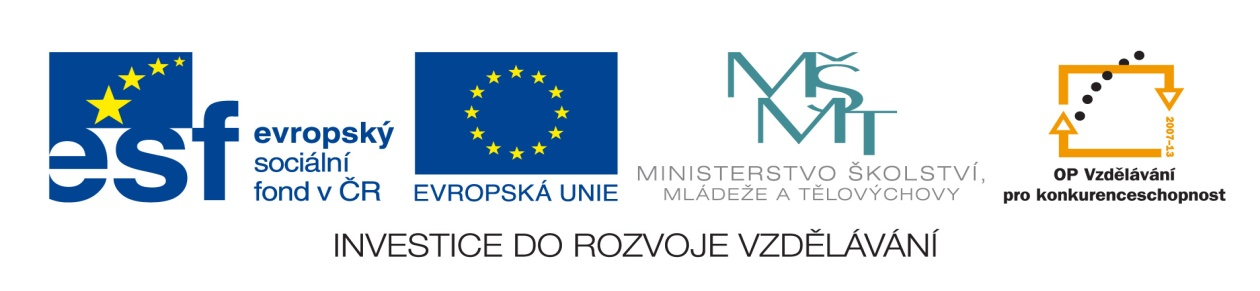 esf
evropský
sociální
fond v ČR
EVROPSKÁ UNIE
MŠMT
MINISTERSTVO ŠKOLSTVÍ,
MLÁDEŽE A TĚLOVÝCHOVY
2007-13
OP Vzdělávání
pro konkurenceschopnost
INVESTICE DO ROZVOJE VZDĚLÁVÁNÍ